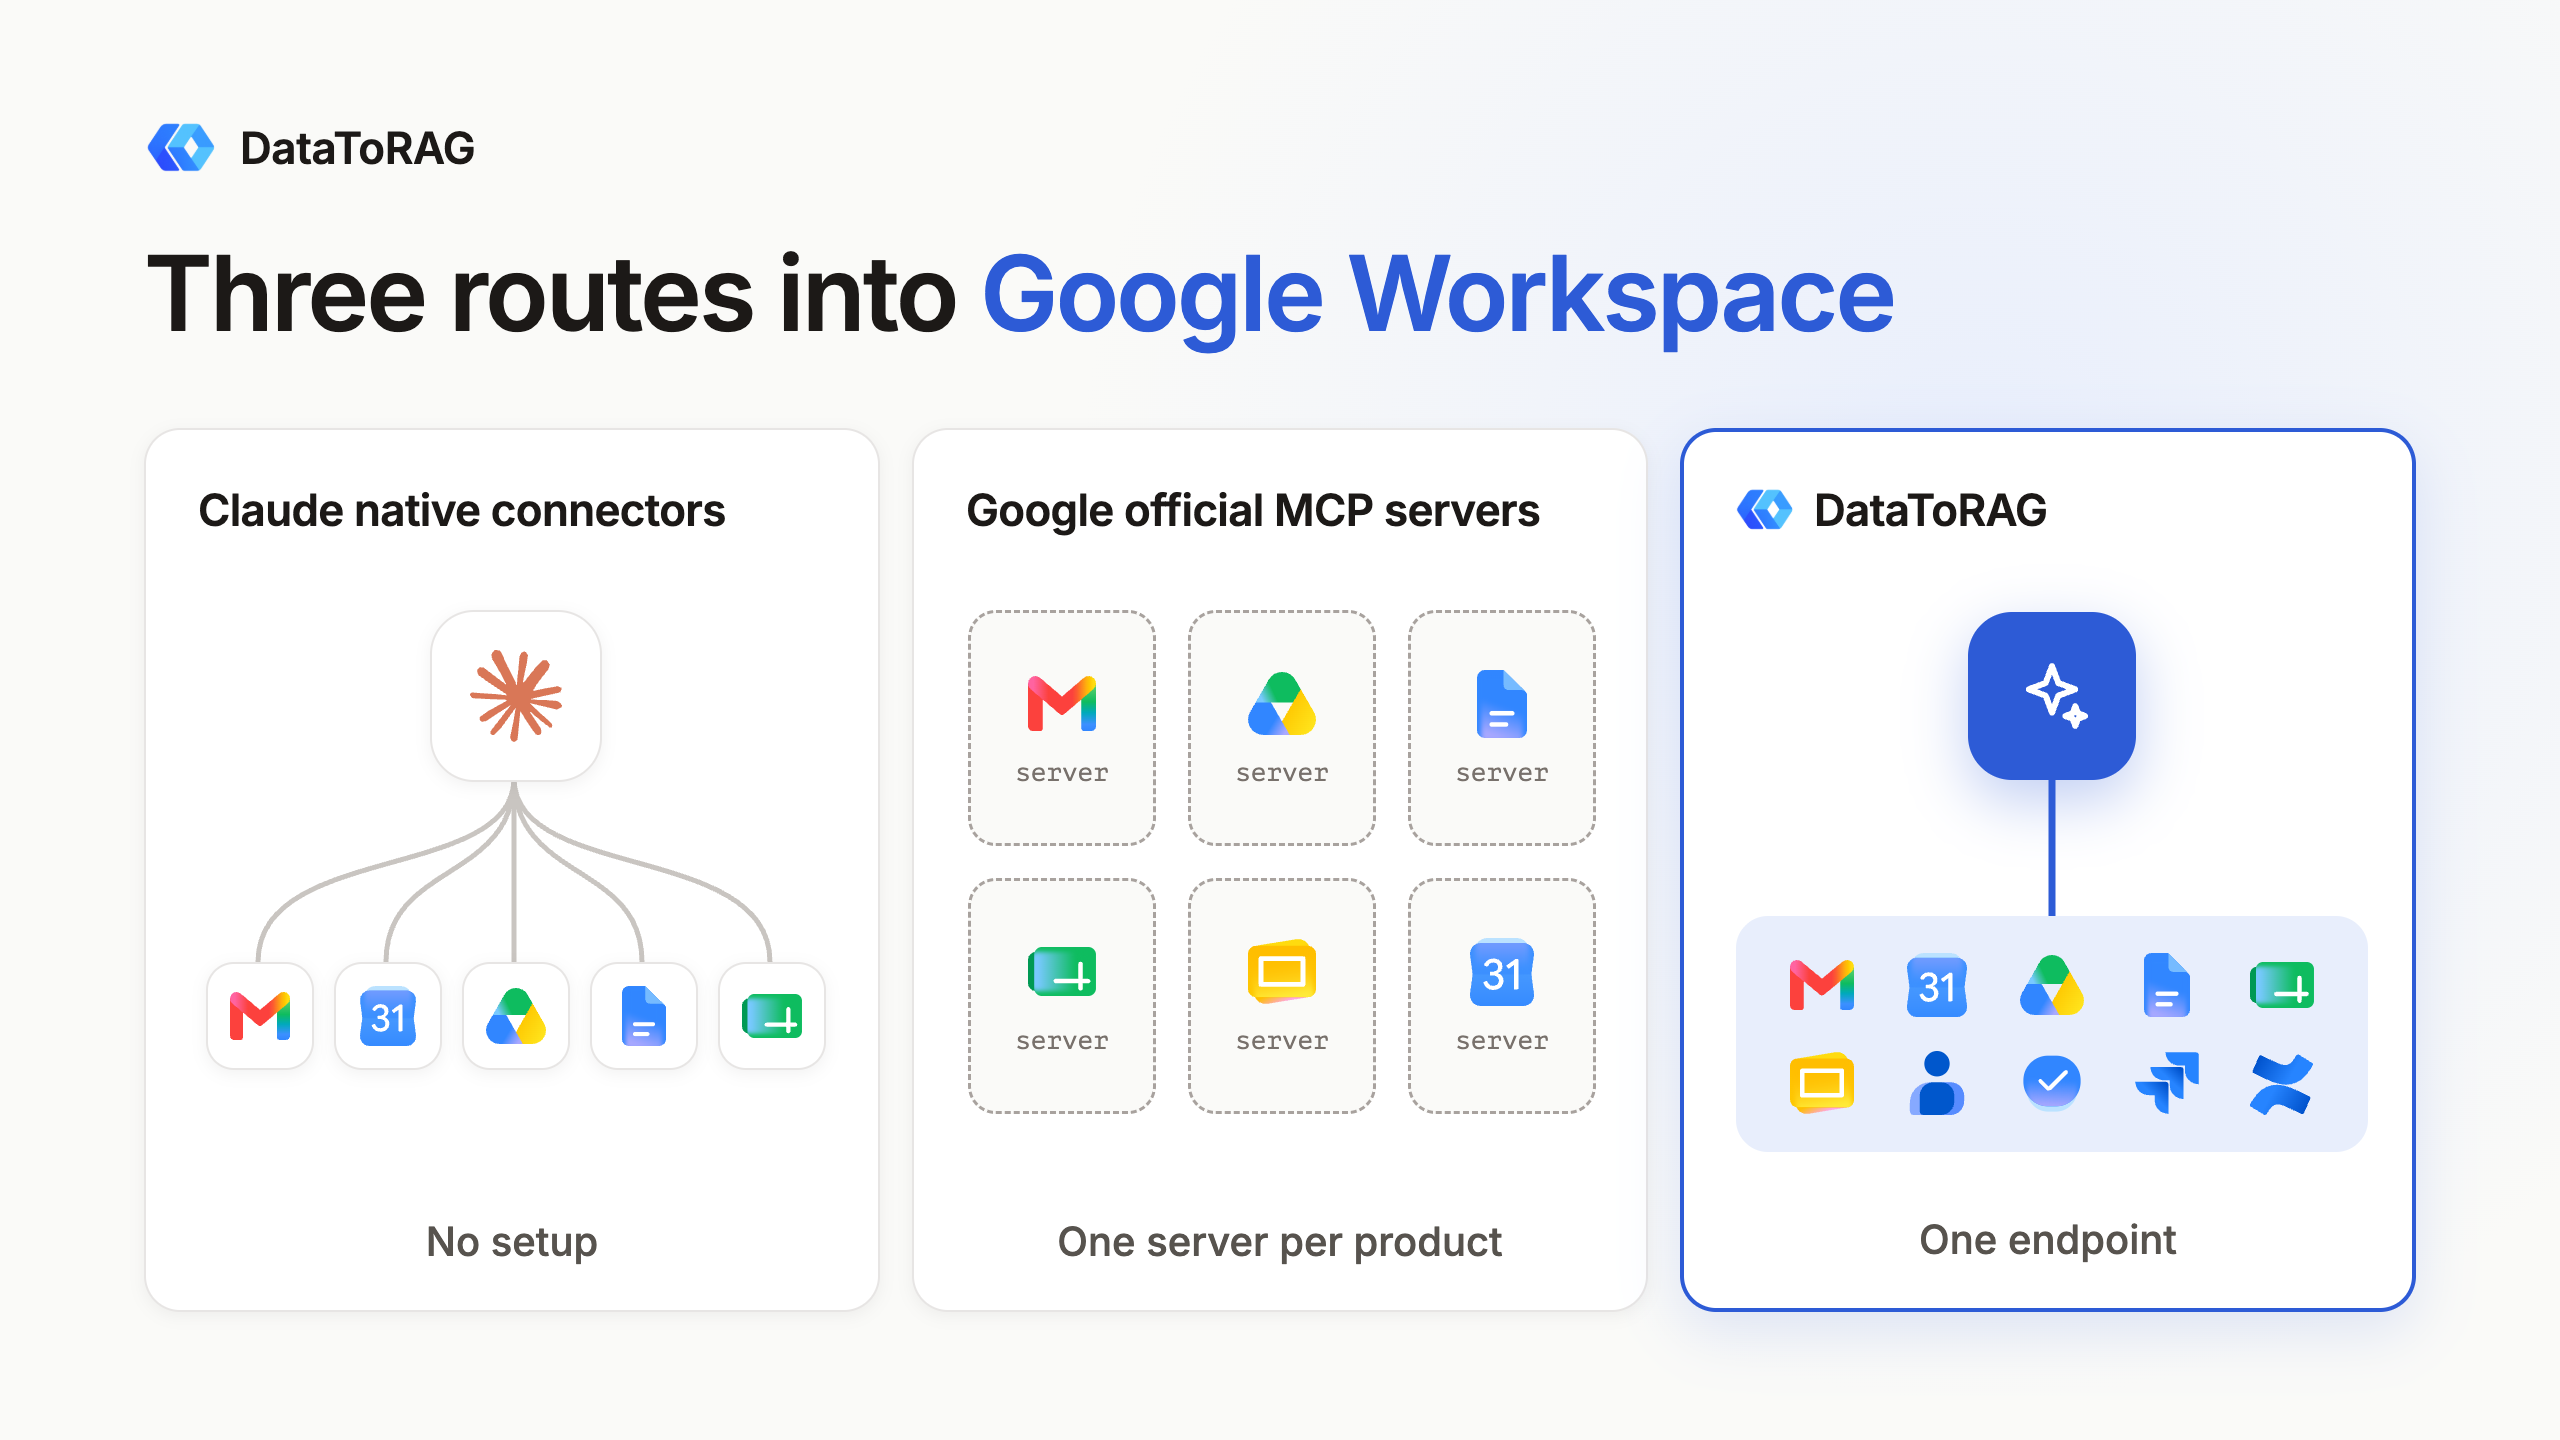 DataToRAG
Three routes into Google Workspace
Claude native connectors
31
No setup
Google official MCP servers
server
server
server
server
server
31
server
One server per product
DataToRAG
31
One endpoint